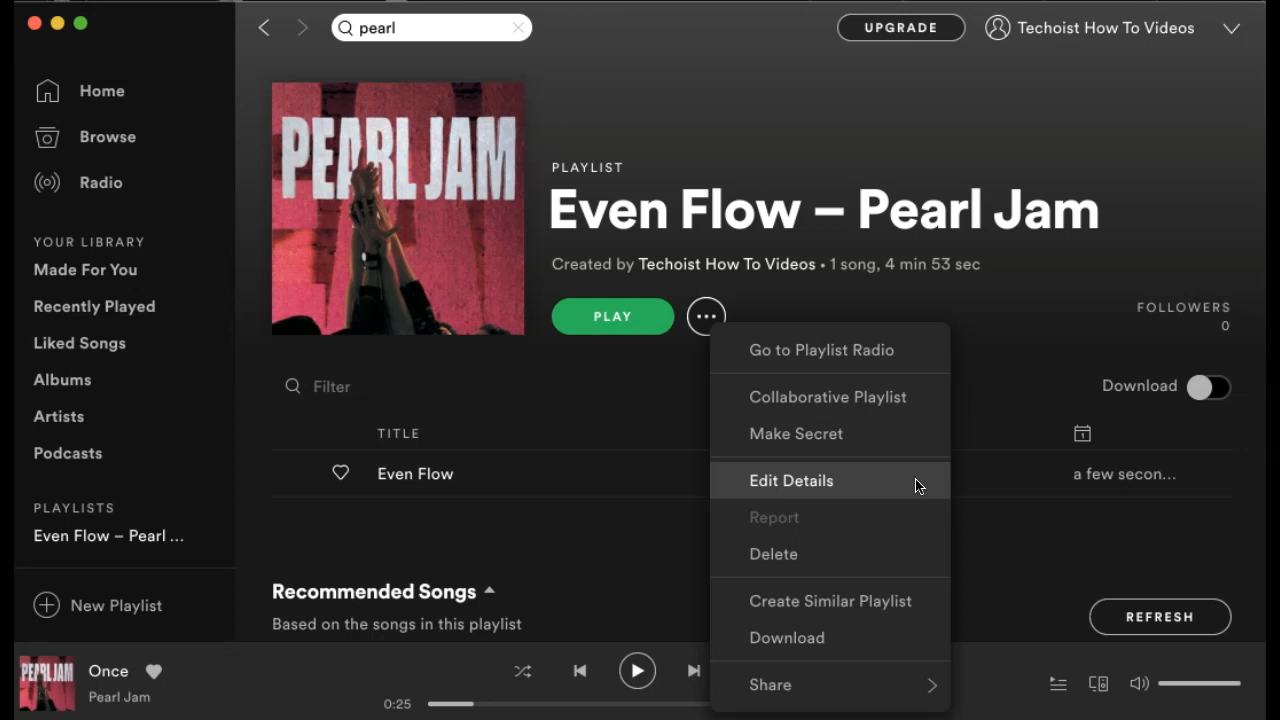 pearl
UPGRADE
Techoist How To Videos
Home
Browse
Radio
YOUR LIBRARY
Made For You
Recently Played
Liked Songs
Albums
Artists
Podcasts
PLAYLISTS
Even Flow – Pearl ...
New Playlist
PEARL JAM
PLAYLIST
Even Flow – Pearl Jam
Created by Techoist How To Videos • 1 song, 4 min 53 sec
PLAY
FOLLOWERS
0
Filter
Download
TITLE
Even Flow
a few secon...
Go to Playlist Radio
Collaborative Playlist
Make Secret
Edit Details
Report
Delete
Create Similar Playlist
Download
Share
Recommended Songs
Based on the songs in this playlist
REFRESH
PEARL JAM
Once
Pearl Jam
0:25